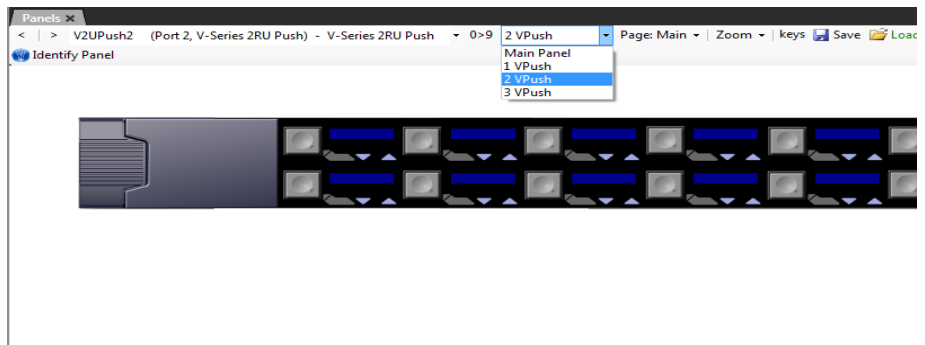 Panels ×
< | > V2UPush2 (Port 2, V-Series 2RU Push) - V-Series 2RU Push 0>9 2 VPush Page: Main | Zoom | keys Save Load
Identify Panel
Main Panel
1 VPush
2 VPush
3 VPush